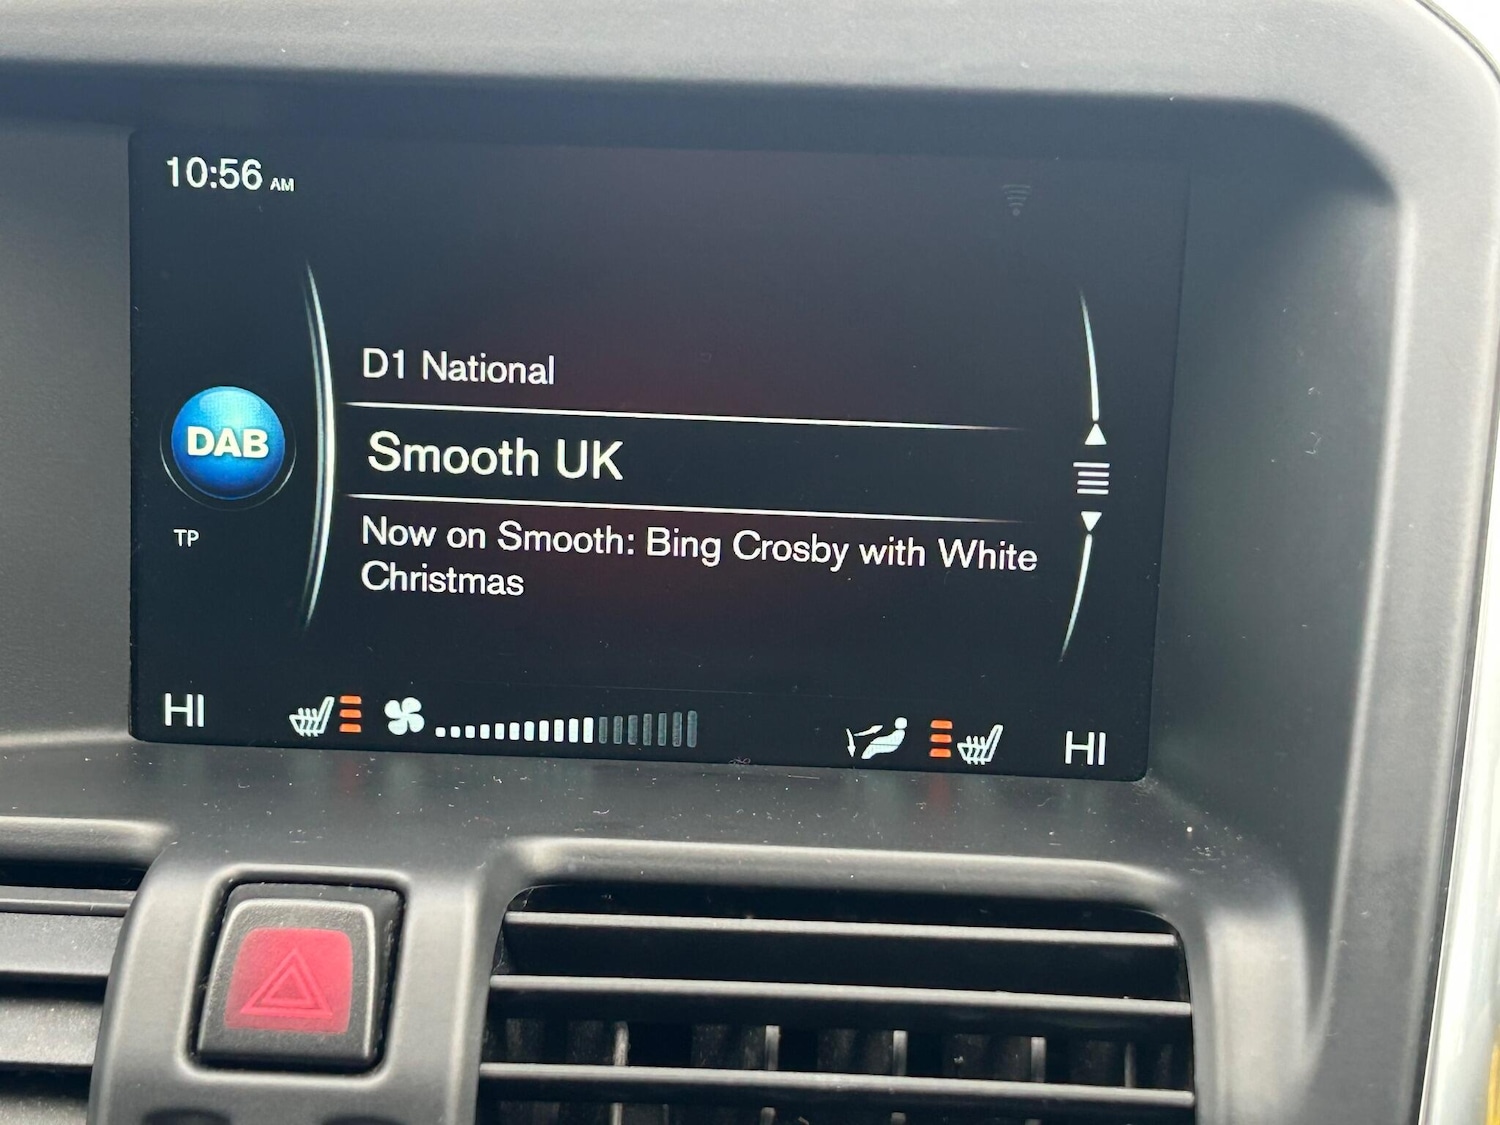 10:56 AM
D1 National
DAB
Smooth UK
TP
Now on Smooth: Bing Crosby with White
Christmas
HI
HI